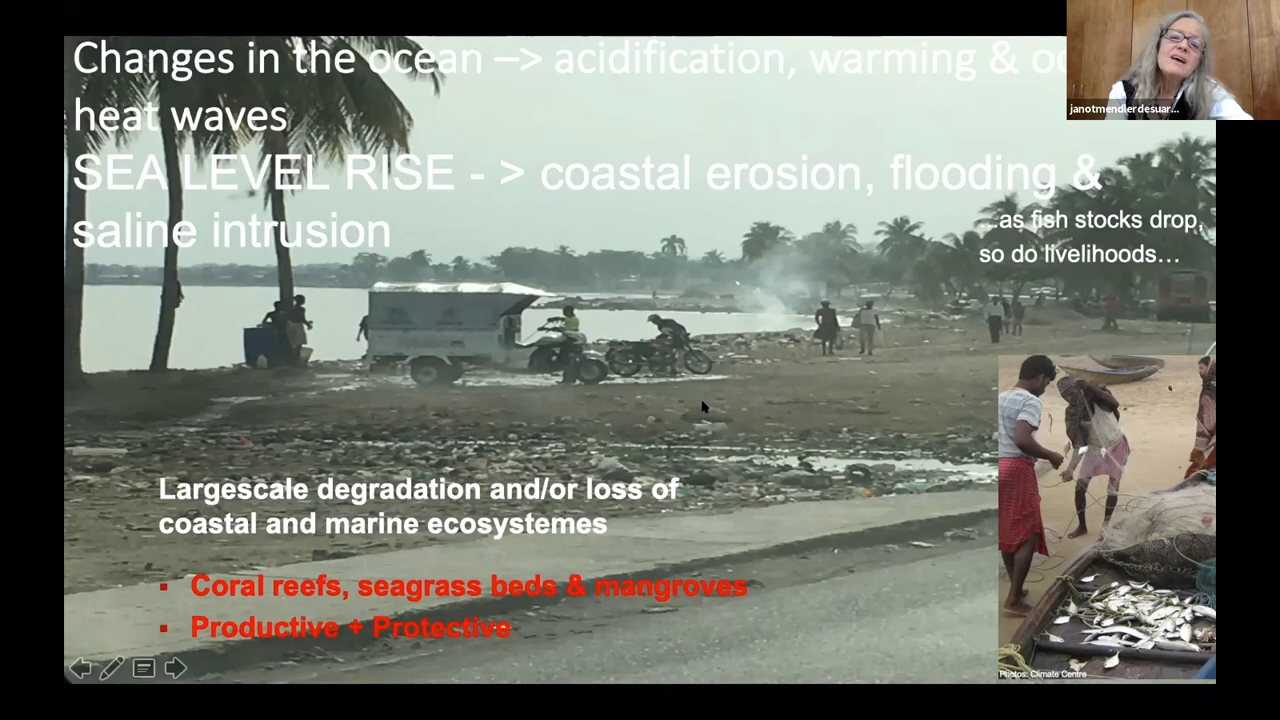 Changes in the ocean –> acidification, warming &
heat waves
SEA LEVEL RISE - > coastal erosion, flooding &
saline intrusion
...as fish stocks drop,
so do livelihoods...
Largescale degradation and/or loss of
coastal and marine ecosystemes
▪ Coral reefs, seagrass beds & mangroves
▪ Productive + Protective
Photos: Climate Centre
janotmendlerdesuar...